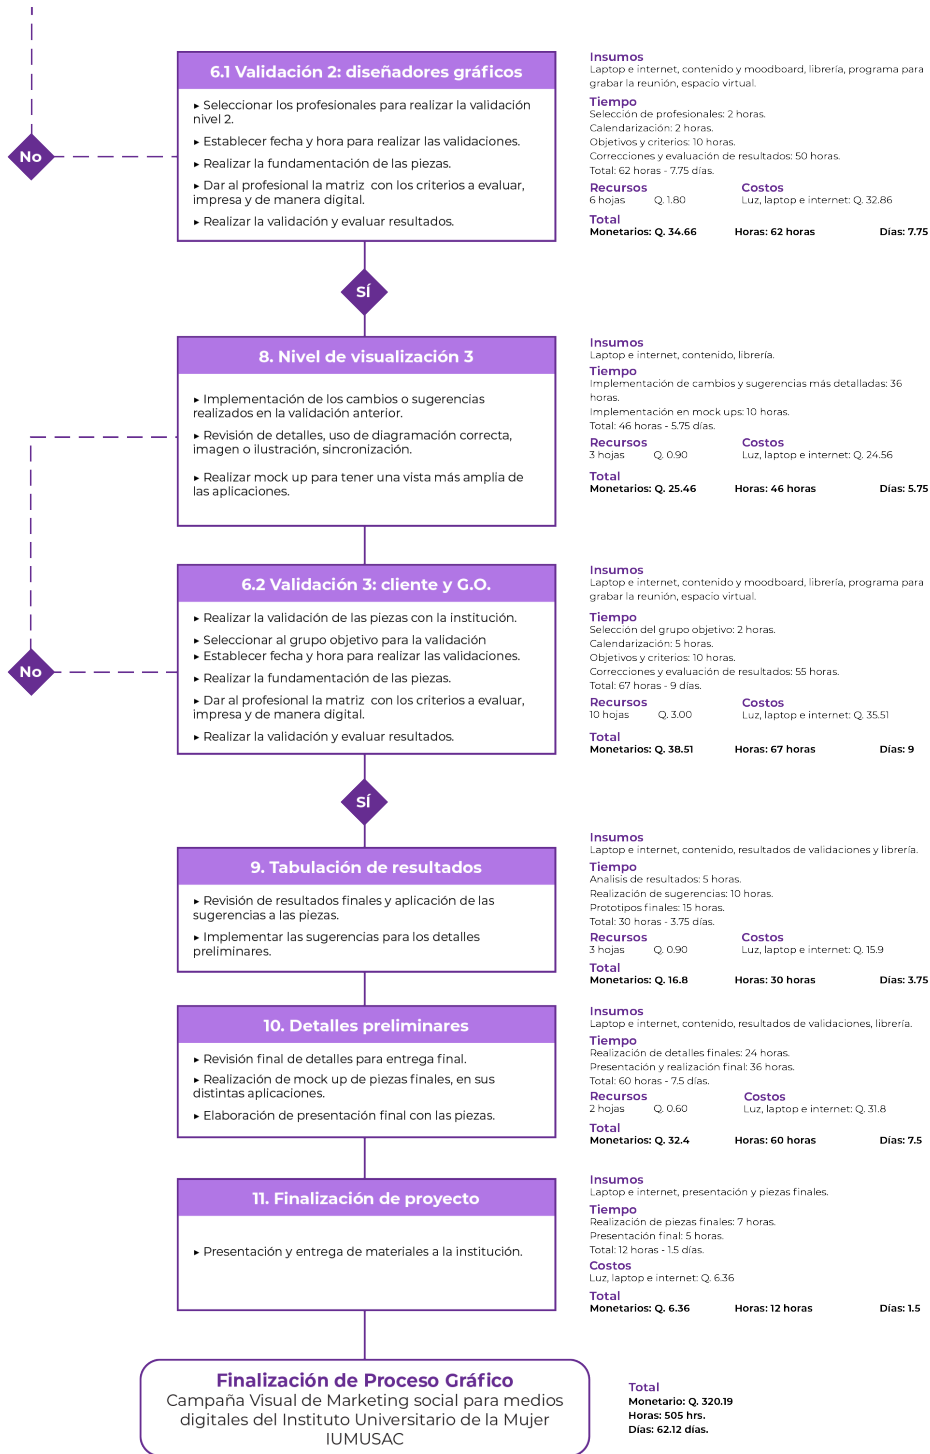 6.1 Validación 2: diseñadores gráficos
▸ Seleccionar los profesionales para realizar la validación
nivel 2.
▸ Establecer fecha y hora para realizar las validaciones.
▸ Realizar la fundamentación de las piezas.
▸ Dar al profesional la matriz  con los criterios a evaluar,
impresa y de manera digital.
▸ Realizar la validación y evaluar resultados.
No
Insumos
Laptop e internet, contenido y moodboard, librería, programa para
grabar la reunión, espacio virtual.
Tiempo
Selección de profesionales: 2 horas.
Calendarización: 2 horas.
Objetivos y criterios: 10 horas.
Correcciones y evaluación de resultados: 50 horas.
Total: 62 horas - 7.75 días.
Recursos Costos
6 hojas Q. 1.80 Luz, laptop e internet: Q. 32.86
Total
Monetarios: Q. 34.66 Horas: 62 horas Días: 7.75
SÍ
8. Nivel de visualización 3
▸ Implementación de los cambios o sugerencias
realizados en la validación anterior.
▸ Revisión de detalles, uso de diagramación correcta,
imagen o ilustración, sincronización.
▸ Realizar mock up para tener una vista más amplia de
las aplicaciones.
Insumos
Laptop e internet, contenido, librería.
Tiempo
Implementación de cambios y sugerencias más detalladas: 36
horas.
Implementación en mock ups: 10 horas.
Total: 46 horas - 5.75 días.
Recursos Costos
3 hojas Q. 0.90 Luz, laptop e internet: Q. 24.56
Total
Monetarios: Q. 25.46 Horas: 46 horas Días: 5.75
6.2 Validación 3: cliente y G.O.
▸ Realizar la validación de las piezas con la institución.
▸ Seleccionar al grupo objetivo para la validación
▸ Establecer fecha y hora para realizar las validaciones.
▸ Realizar la fundamentación de las piezas.
▸ Dar al profesional la matriz  con los criterios a evaluar,
impresa y de manera digital.
▸ Realizar la validación y evaluar resultados.
No
Insumos
Laptop e internet, contenido y moodboard, librería, programa para
grabar la reunión, espacio virtual.
Tiempo
Selección del grupo objetivo: 2 horas.
Calendarización: 5 horas.
Objetivos y criterios: 10 horas.
Correcciones y evaluación de resultados: 55 horas.
Total: 67 horas - 9 días.
Recursos Costos
10 hojas Q. 3.00 Luz, laptop e internet: Q. 35.51
Total
Monetarios: Q. 38.51 Horas: 67 horas Días: 9
SÍ
9. Tabulación de resultados
▸ Revisión de resultados finales y aplicación de las
sugerencias a las piezas.
▸ Implementar las sugerencias para los detalles
preliminares.
Insumos
Laptop e internet, contenido, resultados de validaciones y librería.
Tiempo
Analisis de resultados: 5 horas.
Realización de sugerencias: 10 horas.
Prototipos finales: 15 horas.
Total: 30 horas - 3.75 días.
Recursos Costos
3 hojas Q. 0.90 Luz, laptop e internet: Q. 15.9
Total
Monetarios: Q. 16.8 Horas: 30 horas Días: 3.75
10. Detalles preliminares
▸ Revisión final de detalles para entrega final.
▸ Realización de mock up de piezas finales, en sus
distintas aplicaciones.
▸ Elaboración de presentación final con las piezas.
Insumos
Laptop e internet, contenido, resultados de validaciones, librería.
Tiempo
Realización de detalles finales: 24 horas.
Presentación y realización final: 36 horas.
Total: 60 horas - 7.5 días.
Recursos Costos
2 hojas Q. 0.60 Luz, laptop e internet: Q. 31.8
Total
Monetarios: Q. 32.4 Horas: 60 horas Días: 7.5
11. Finalización de proyecto
▸ Presentación y entrega de materiales a la institución.
Insumos
Laptop e internet, presentación y piezas finales.
Tiempo
Realización de piezas finales: 7 horas.
Presentación final: 5 horas.
Total: 12 horas - 1.5 días.
Costos
Luz, laptop e internet: Q. 6.36
Total
Monetarios: Q. 6.36 Horas: 12 horas Días: 1.5
Finalización de Proceso Gráfico
Campaña Visual de Marketing social para medios
digitales del Instituto Universitario de la Mujer
IUMUSAC
Total
Monetario: Q. 320.19
Horas: 505 hrs.
Días: 62.12 días.